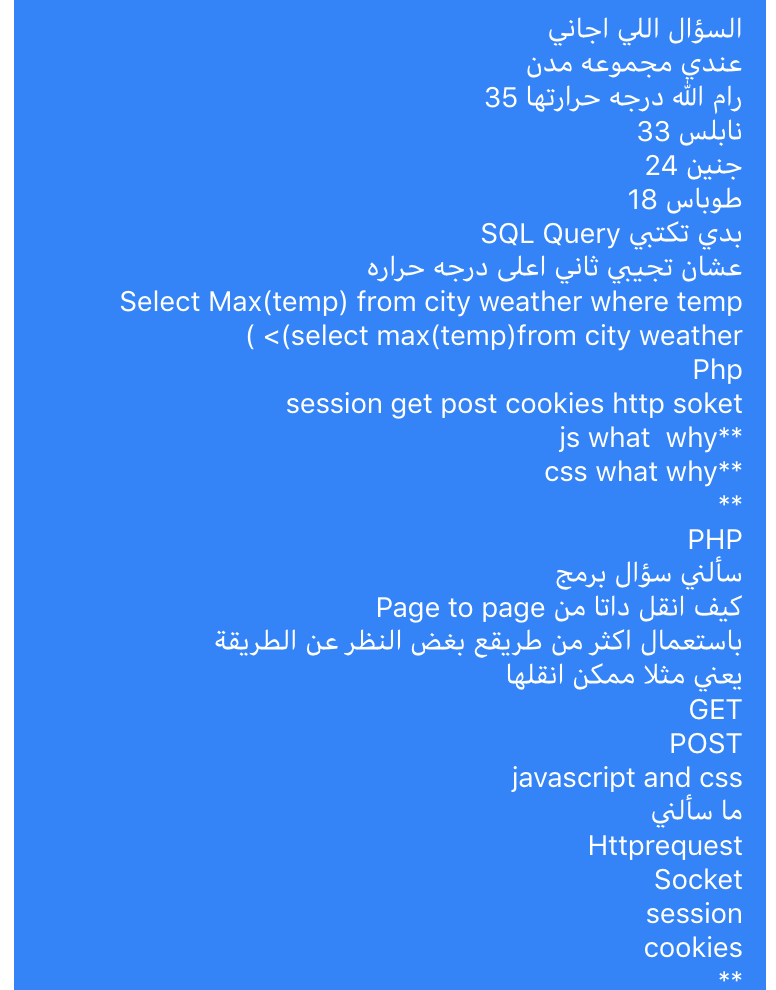 السؤال اللي اجاني
عندي مجموعه مدن
رام الله درجه حرارتها 35
نابلس 33
جنين 24
طوباس 18
بدي تكتبي SQL Query
عشان تجيبي ثاني اعلى درجه حراره
Select Max(temp) from city weather where temp
( <(select max(temp)from city weather
Php
session get post cookies http soket
js what  why**
css what why**
**
PHP
سألني سؤال برمج
كيف انقل داتا من Page to page
باستعمال اكثر من طريقع بغض النظر عن الطريقة
يعني مثلا ممكن انقلها
GET
POST
javascript and css
ما سألني
Httprequest
Socket
session
cookies
**